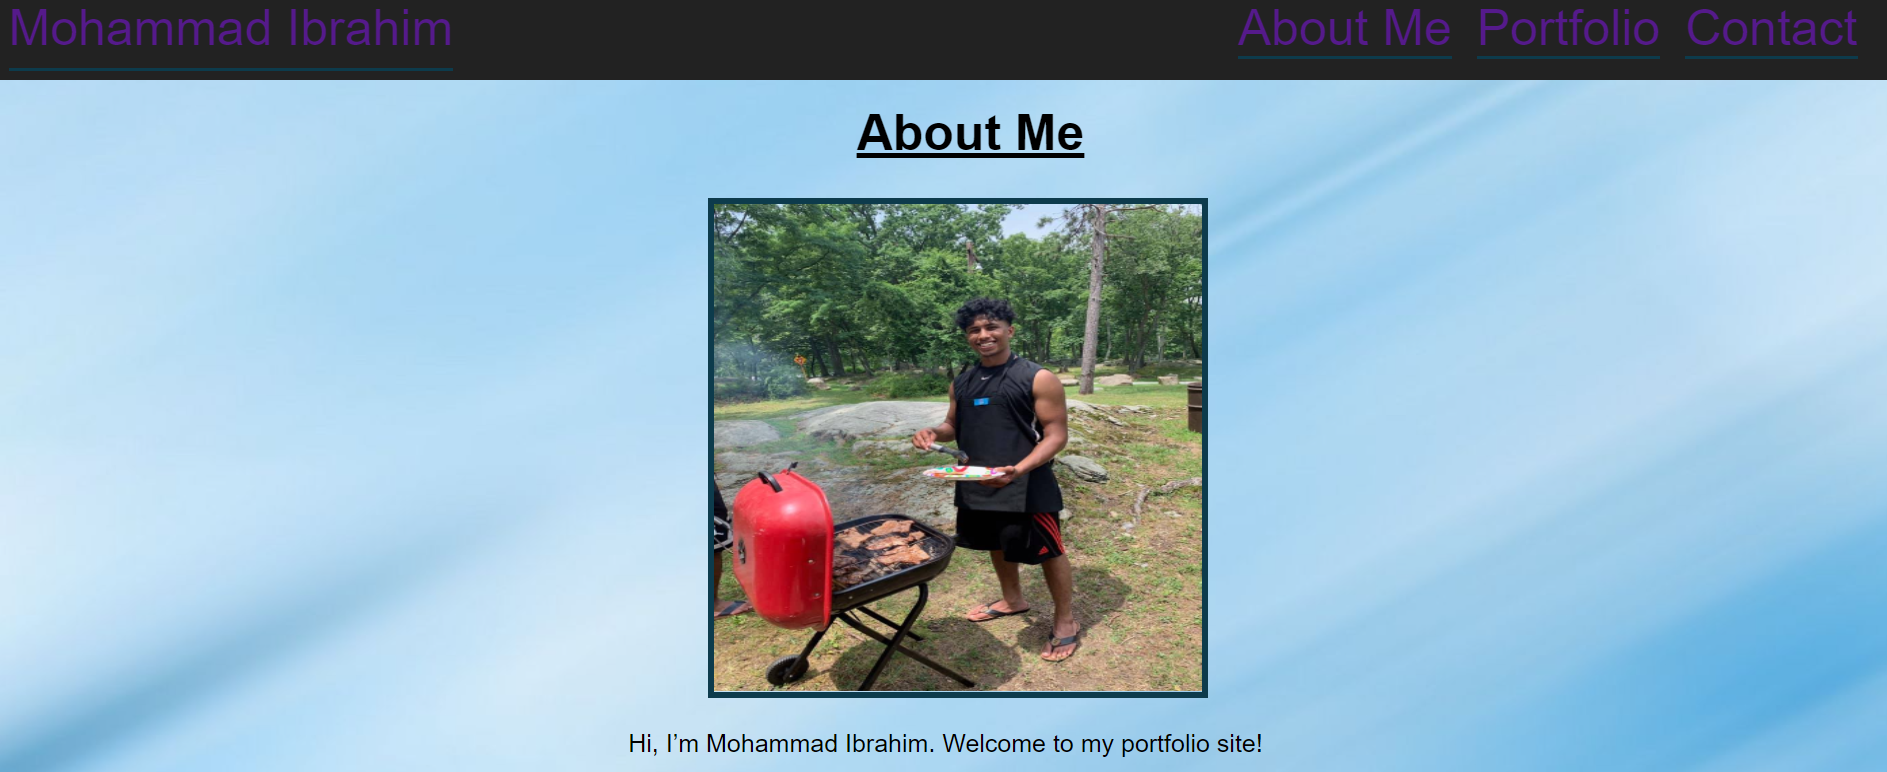 Mohammad Ibrahim
About Me Portfolio Contact
About Me
Hi, I’m Mohammad Ibrahim. Welcome to my portfolio site!